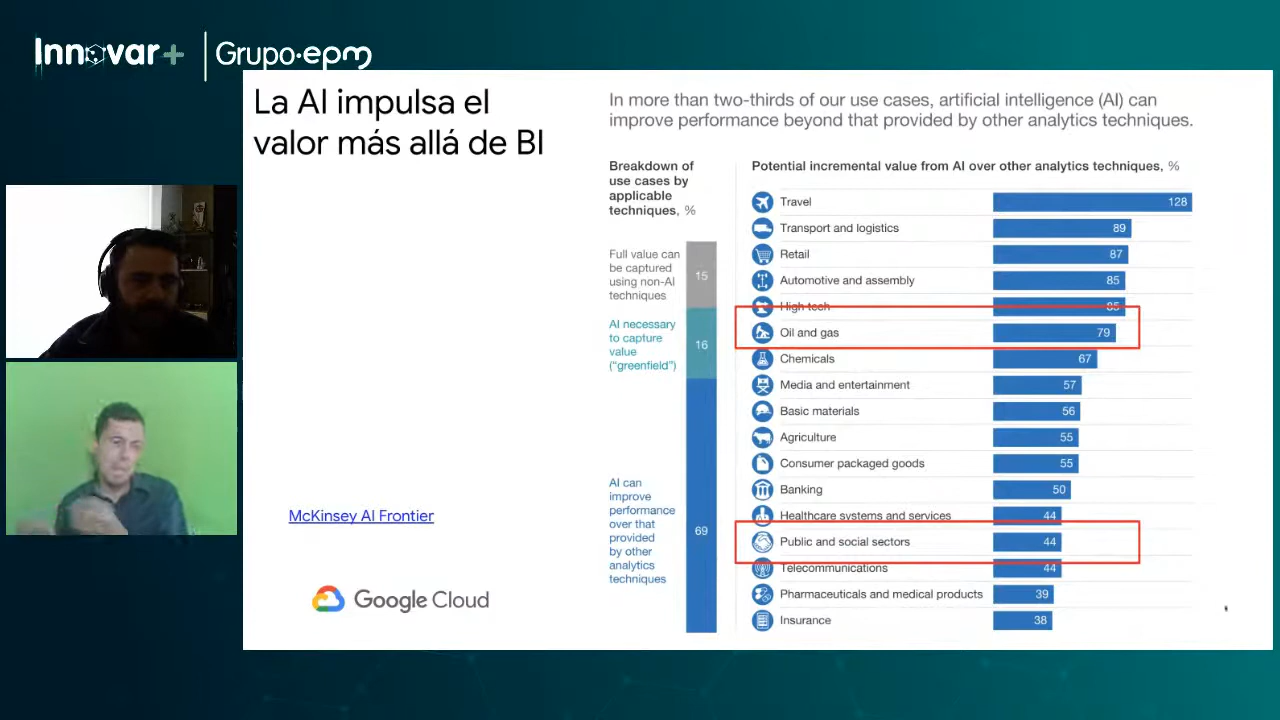 Innovar+
Grupo·epm
La AI impulsa el
valor más allá de BI
McKinsey AI Frontier
Google Cloud
In more than two-thirds of our use cases, artificial intelligence (AI) can
improve performance beyond that provided by other analytics techniques.
Breakdown of
use cases by
applicable
techniques, %
Full value can
be captured
using non-AI
techniques
15
AI necessary
to capture
value
(“greenfield”)
16
AI can
improve
performance
over that
provided
by other
analytics
techniques
69
Potential incremental value from AI over other analytics techniques, %
Travel 128
Transport and logistics 89
Retail 87
Automotive and assembly 85
High tech 85
Oil and gas 79
Chemicals 67
Media and entertainment 57
Basic materials 56
Agriculture 55
Consumer packaged goods 55
Banking 50
Healthcare systems and services 44
Public and social sectors 44
Telecommunications 44
Pharmaceuticals and medical products 39
Insurance 38